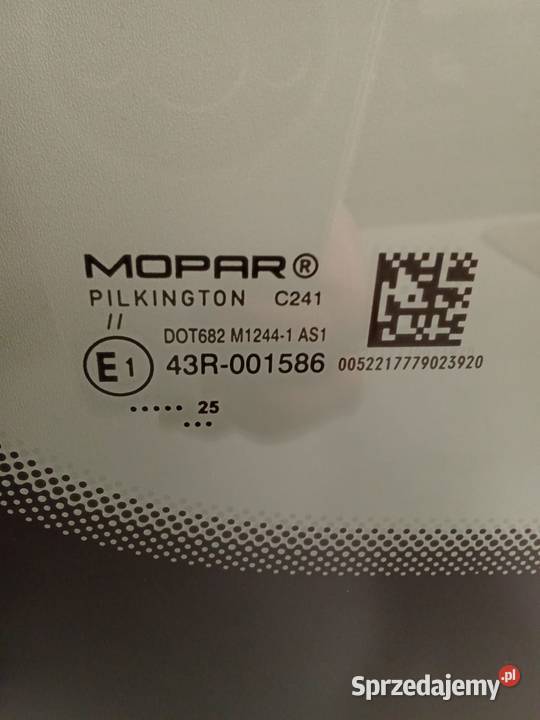 MOPAR®
PILKINGTON C241
//
DOT682 M1244-1 AS1
E1 43R-001586 0052217779023920
..... 25
...
Sprzedajemy.pl